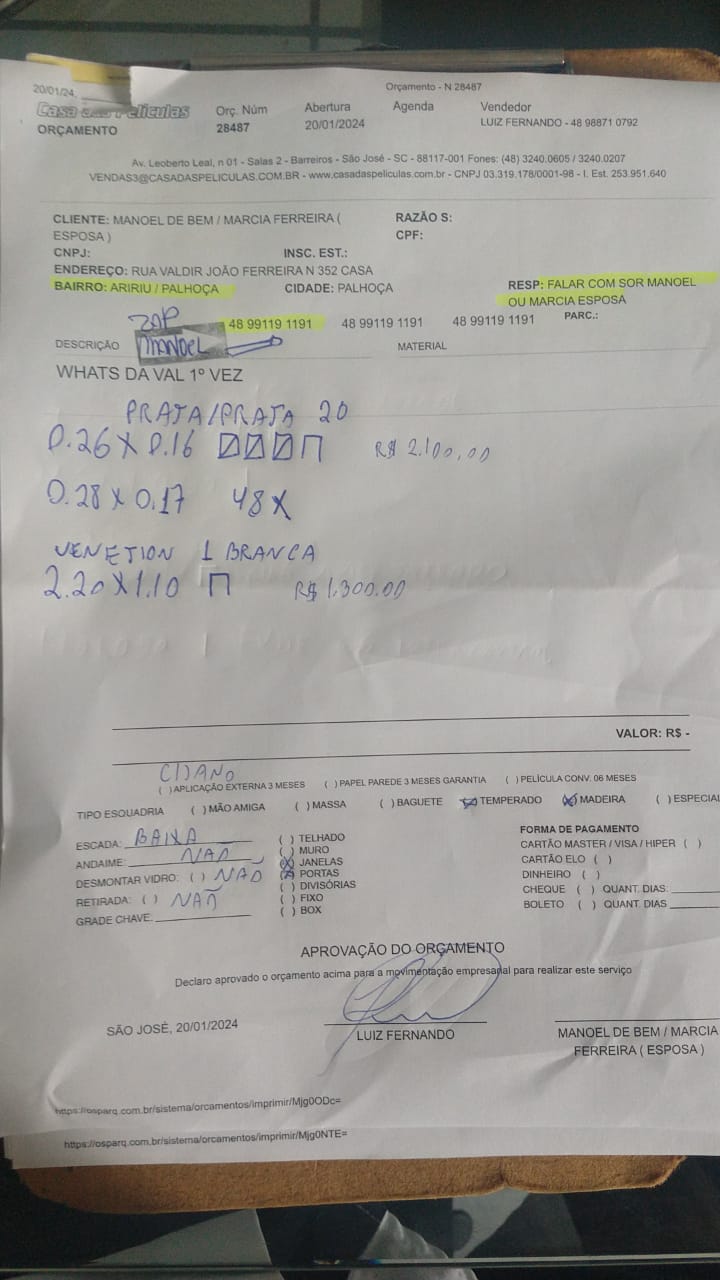 20/01/24,
Orçamento - N 28487
Casa das Películas
Orç. Núm
Abertura
Agenda
Vendedor
ORÇAMENTO
28487
20/01/2024
LUIZ FERNANDO - 48 98871 0792
Av. Leoberto Leal, n 01 - Salas 2 - Barreiros - São José - SC - 88117-001 Fones: (48) 3240.0605 / 3240.0207
VENDAS3@CASADASPELICULAS.COM.BR - www.casadaspeliculas.com.br - CNPJ 03.319.178/0001-98 - I. Est. 253.951.640
CLIENTE: MANOEL DE BEM / MARCIA FERREIRA (
ESPOSA )
RAZÃO S:
CPF:
CNPJ:
INSC. EST.:
ENDEREÇO: RUA VALDIR JOÃO FERREIRA N 352 CASA
BAIRRO: ARIRIU / PALHOÇA
CIDADE: PALHOÇA
RESP: FALAR COM SOR MANOEL
OU MARCIA ESPOSA
ZAP
48 99119 1191 48 99119 1191 48 99119 1191 PARC.:
DESCRIÇÃO MANOEL
MATERIAL
WHATS DA VAL 1º VEZ
PRATA/PRATA 20
0.26 X 0.16 R$ 2.100,00
0.28 X 0.17 48X
VENETION 1 BRANCA
2.20 X 1.10 R$ 1.300.00
VALOR: R$ -
C1) ANO
( ) APLICAÇÃO EXTERNA 3 MESES ( ) PAPEL PAREDE 3 MESES GARANTIA ( ) PELÍCULA CONV. 06 MESES
TIPO ESQUADRIA ( ) MÃO AMIGA ( ) MASSA ( ) BAGUETE (X) TEMPERADO (X) MADEIRA ( ) ESPECIAL
ESCADA: BAIXA
ANDAIME: NAO
DESMONTAR VIDRO: ( ) NÃO
RETIRADA: ( ) NAÕ
GRADE CHAVE:
( ) TELHADO
( ) MURO
(X) JANELAS
(X) PORTAS
( ) DIVISÓRIAS
( ) FIXO
( ) BOX
FORMA DE PAGAMENTO
CARTÃO MASTER / VISA / HIPER ( )
CARTÃO ELO ( )
DINHEIRO ( )
CHEQUE ( ) QUANT. DIAS:
BOLETO ( ) QUANT. DIAS
APROVAÇÃO DO ORÇAMENTO
Declaro aprovado o orçamento acima para a movimentação empresarial para realizar este serviço
SÃO JOSÉ, 20/01/2024
LUIZ FERNANDO
MANOEL DE BEM / MARCIA
FERREIRA ( ESPOSA )
https://osparq.com.br/sistema/orcamentos/imprimir/Mjg0ODc=
https://osparq.com.br/sistema/orcamentos/imprimir/Mjg0NTE=